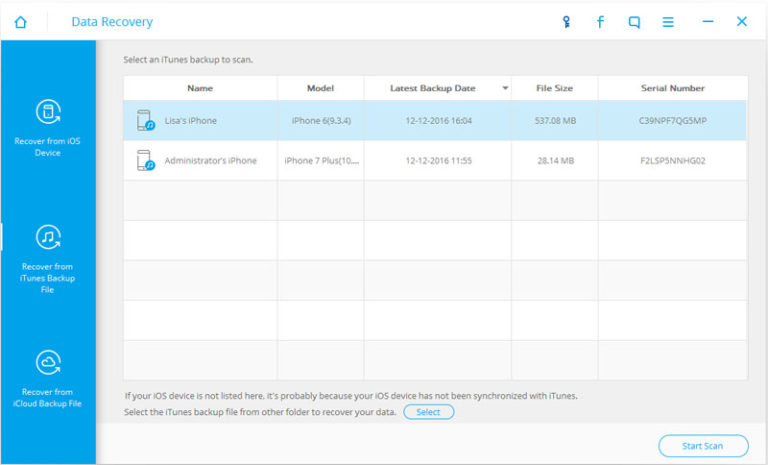 Data Recovery
Select an iTunes backup to scan.
Name Model Latest Backup Date File Size Serial Number
Lisa's iPhone iPhone 6(9.3.4) 12-12-2016 16:04 537.08 MB C39NPF7QG5MP
Administrator's iPhone iPhone 7 Plus(10.... 12-12-2016 11:55 28.14 MB F2LSP5NNHG02
Recover from iOS
Device
Recover from
iTunes Backup
File
Recover from
iCloud Backup File
If your iOS device is not listed here, it's probably because your iOS device has not been synchronized with iTunes.
Select the iTunes backup file from other folder to recover your data. Select
Start Scan